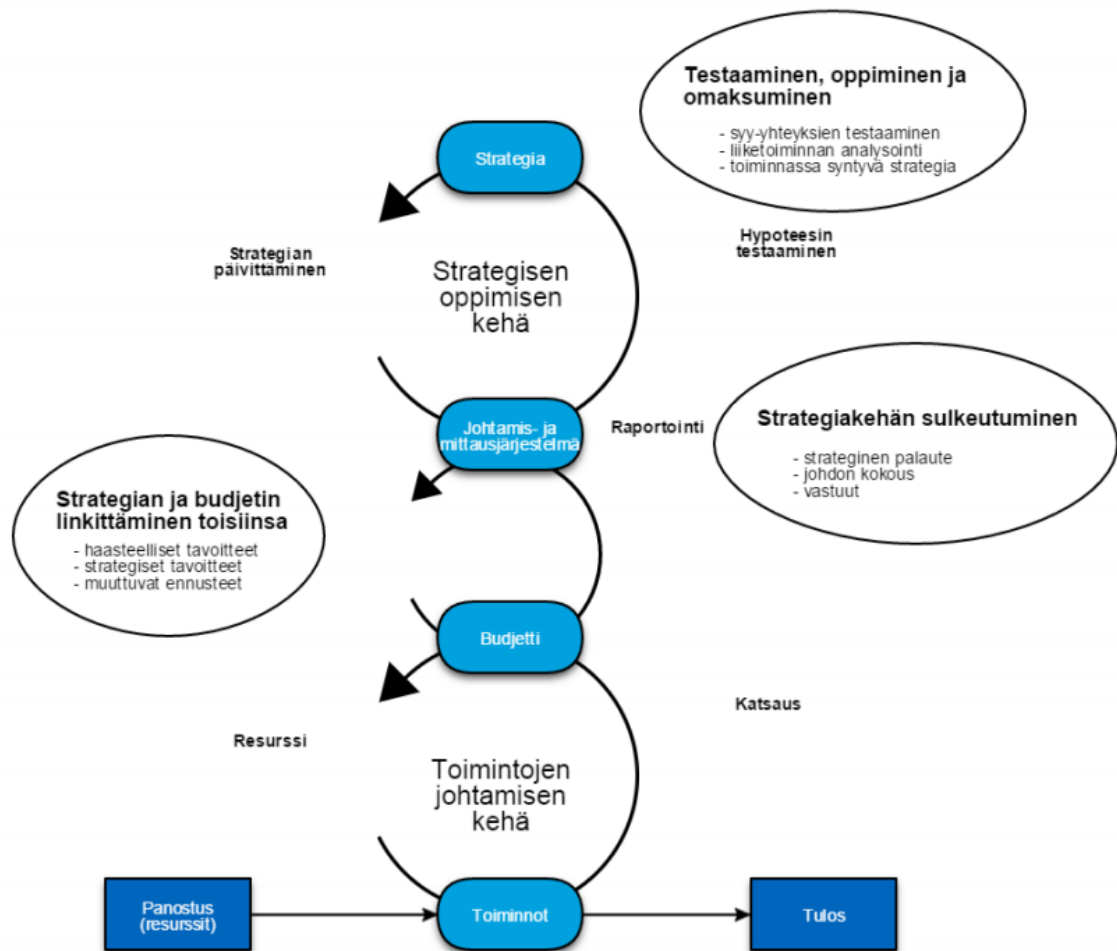 Testaaminen, oppiminen ja
omaksuminen
- syy-yhteyksien testaaminen
- liiketoiminnan analysointi
- toiminnassa syntyvä strategia
Strategia
Hypoteesin
testaaminen
Strategian
päivittäminen
Strategisen
oppimisen
kehä
Johtamis- ja
mittausjärjestelmä
Raportointi
Strategiakehän sulkeutuminen
- strateginen palaute
- johdon kokous
- vastuut
Strategian ja budjetin
linkittäminen toisiinsa
- haasteelliset tavoitteet
- strategiset tavoitteet
- muuttuvat ennusteet
Budjetti
Katsaus
Resurssi
Toimintojen
johtamisen
kehä
Panostus
(resurssit)
Toiminnot
Tulos